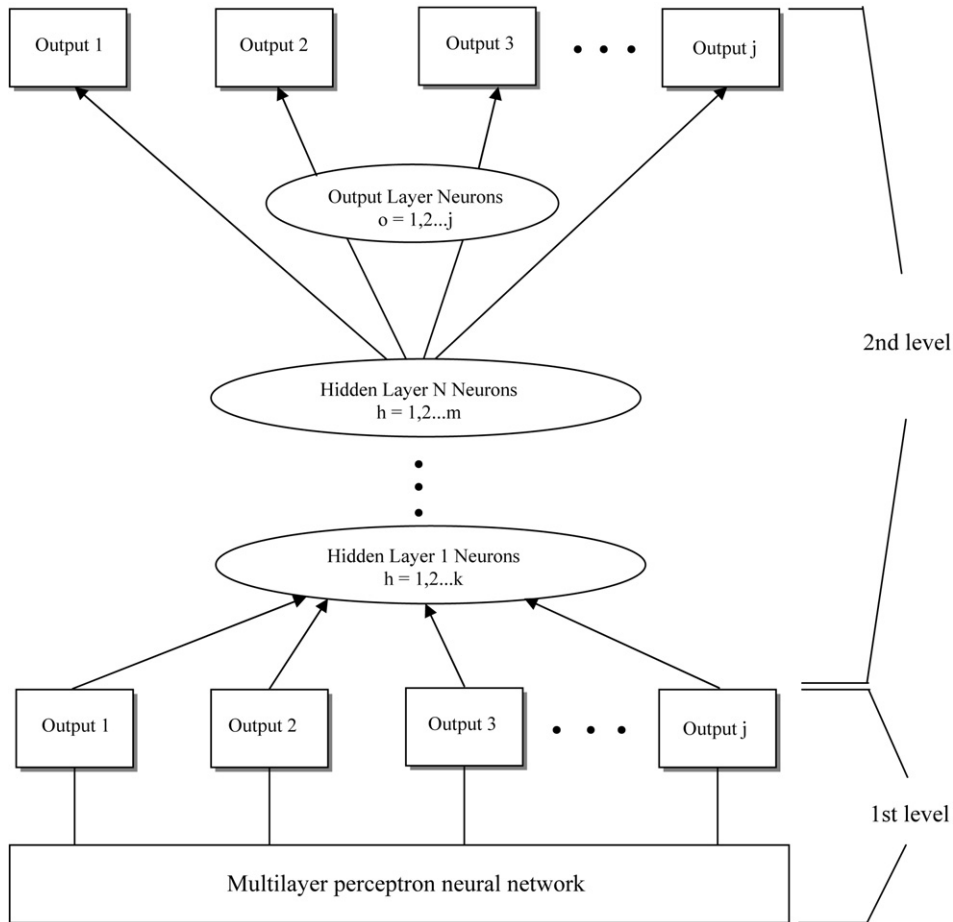 Output 1
Output 2
Output 3
Output j
Output Layer Neurons
o = 1,2...j
2nd level
Hidden Layer N Neurons
h = 1,2...m
Hidden Layer 1 Neurons
h = 1,2...k
Output 1
Output 2
Output 3
Output j
1st level
Multilayer perceptron neural network